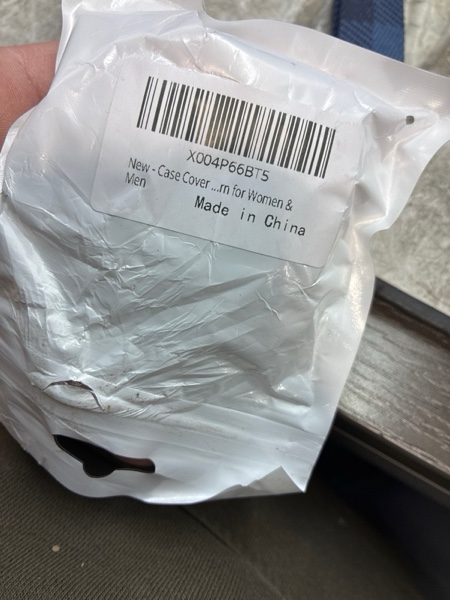 X004P66BT5
New - Case Cover ...rn for Women &
Men
Made in China